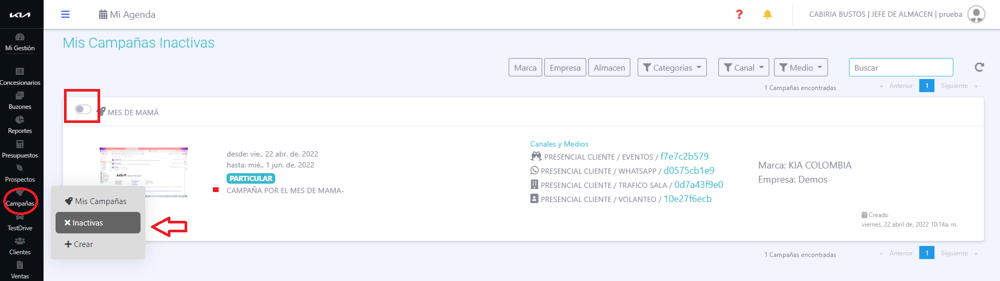 KIA
Mi Agenda
?
CABIRIA BUSTOS | JEFE DE ALMACEN | prueba
Mi Gestión
Concesionarios
Buzones
Reportes
Presupuestos
Prospectos
Campañas
TestDrive
Clientes
Ventas
Mis Campañas
Inactivas
Crear
Mis Campañas Inactivas
Marca
Empresa
Almacen
Categorias
Canal
Medio
Buscar
1 Campañas encontradas
« Anterior 1 Siguiente »
MES DE MAMÁ
desde: vie., 22 abr. de, 2022
hasta: mié., 1 jun. de, 2022
PARTICULAR
CAMPAÑA POR EL MES DE MAMA-
Canales y Medios
PRESENCIAL CLIENTE / EVENTOS / f7e7c2b579
PRESENCIAL CLIENTE / WHATSAPP / d0575cb1e9
PRESENCIAL CLIENTE / TRAFICO SALA / 0d7a43f9e0
PRESENCIAL CLIENTE / VOLANTEO / 10e27f6ecb
Marca: KIA COLOMBIA
Empresa: Demos
Creado
viernes, 22 abril de, 2022 10:14a. m.
1 Campañas encontradas
« Anterior 1 Siguiente »